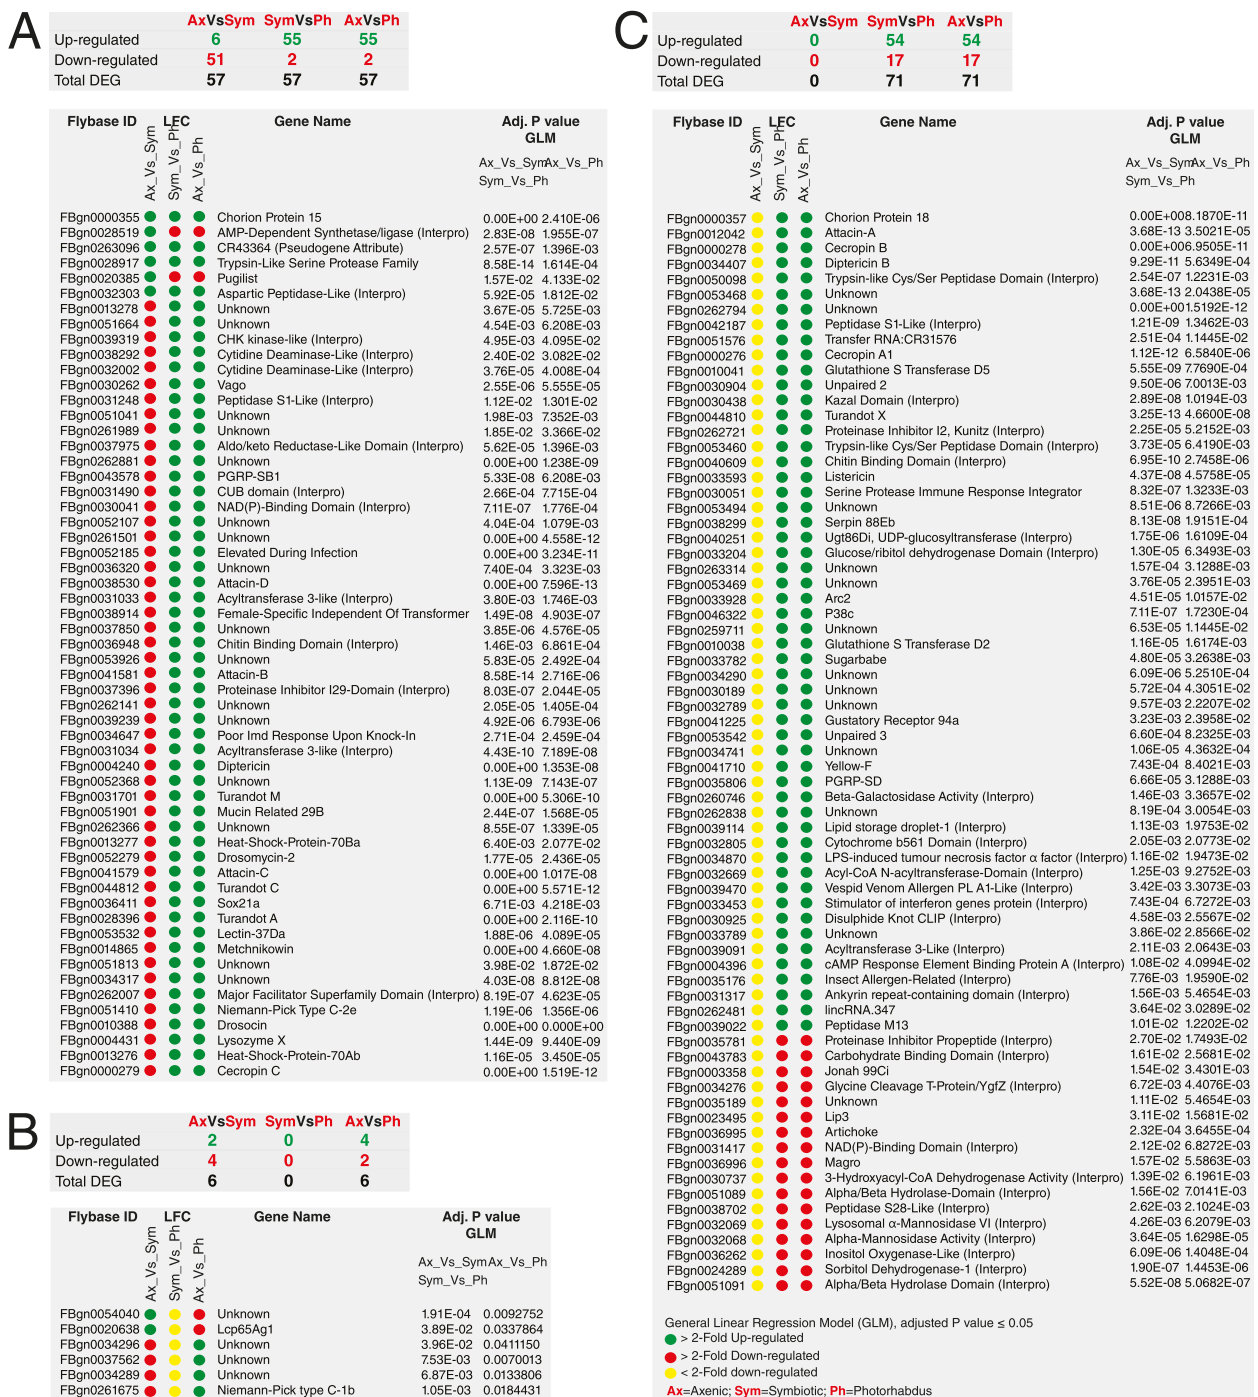 A
AxVsSym SymVsPh AxVsPh
Up-regulated 6 55 55
Down-regulated 51 2 2
Total DEG 57 57 57
Flybase ID LFC Gene Name Adj. P value
GLM
Ax_Vs_Sym Sym_Vs_Ph Ax_Vs_Ph
Ax_Vs_Sym Ax_Vs_Ph
Sym_Vs_Ph
FBgn0000355 Chorion Protein 15 0.00E+00 2.410E-06
FBgn0028519 AMP-Dependent Synthetase/ligase (Interpro) 2.83E-08 1.955E-07
FBgn0263096 CR43364 (Pseudogene Attribute) 2.57E-07 1.396E-03
FBgn0028917 Trypsin-Like Serine Protease Family 8.58E-14 1.614E-04
FBgn0020385 Pugilist 1.57E-02 4.133E-02
FBgn0032303 Aspartic Peptidase-Like (Interpro) 5.92E-05 1.812E-02
FBgn0013278 Unknown 3.67E-05 5.725E-03
FBgn0051664 Unknown 4.54E-03 6.208E-03
FBgn0039319 CHK kinase-like (Interpro) 4.95E-03 4.095E-02
FBgn0038292 Cytidine Deaminase-Like (Interpro) 2.40E-02 3.082E-02
FBgn0032002 Cytidine Deaminase-Like (Interpro) 3.76E-05 4.008E-04
FBgn0030262 Vago 2.55E-06 5.555E-05
FBgn0031248 Peptidase S1-Like (Interpro) 1.12E-02 1.301E-02
FBgn0051041 Unknown 1.98E-03 7.352E-03
FBgn0261989 Unknown 1.85E-02 3.366E-02
FBgn0037975 Aldo/keto Reductase-Like Domain (Interpro) 5.62E-05 1.396E-03
FBgn0262881 Unknown 0.00E+00 1.238E-09
FBgn0043578 PGRP-SB1 5.33E-08 6.208E-03
FBgn0031490 CUB domain (Interpro) 2.66E-04 7.715E-04
FBgn0030041 NAD(P)-Binding Domain (Interpro) 7.11E-07 1.776E-04
FBgn0052107 Unknown 4.04E-04 1.079E-03
FBgn0261501 Unknown 0.00E+00 4.558E-12
FBgn0052185 Elevated During Infection 0.00E+00 3.234E-11
FBgn0036320 Unknown 7.40E-04 3.323E-03
FBgn0038530 Attacin-D 0.00E+00 7.596E-13
FBgn0031033 Acyltransferase 3-like (Interpro) 3.80E-03 1.746E-03
FBgn0038914 Female-Specific Independent Of Transformer 1.49E-08 4.903E-07
FBgn0037850 Unknown 3.85E-06 4.576E-05
FBgn0036948 Chitin Binding Domain (Interpro) 1.46E-03 6.861E-04
FBgn0053926 Unknown 5.83E-05 2.492E-04
FBgn0041581 Attacin-B 8.58E-14 2.716E-06
FBgn0037396 Proteinase Inhibitor I29-Domain (Interpro) 8.03E-07 2.044E-05
FBgn0262141 Unknown 2.05E-05 1.405E-04
FBgn0039239 Unknown 4.92E-06 6.793E-06
FBgn0034647 Poor Imd Response Upon Knock-In 2.71E-04 2.459E-04
FBgn0031034 Acyltransferase 3-like (Interpro) 4.43E-10 7.189E-08
FBgn0004240 Diptericin 0.00E+00 1.353E-08
FBgn0052368 Unknown 1.13E-09 7.143E-07
FBgn0031701 Turandot M 0.00E+00 5.306E-10
FBgn0051901 Mucin Related 29B 2.44E-07 1.568E-05
FBgn0262366 Unknown 8.55E-07 1.339E-05
FBgn0013277 Heat-Shock-Protein-70Ba 6.40E-03 2.077E-02
FBgn0052279 Drosomycin-2 1.77E-05 2.436E-05
FBgn0041579 Attacin-C 0.00E+00 1.017E-08
FBgn0044812 Turandot C 0.00E+00 5.571E-12
FBgn0036411 Sox21a 6.71E-03 4.218E-03
FBgn0028396 Turandot A 0.00E+00 2.116E-10
FBgn0053532 Lectin-37Da 1.88E-06 4.089E-05
FBgn0014865 Metchnikowin 0.00E+00 4.660E-08
FBgn0051813 Unknown 3.98E-02 1.872E-02
FBgn0034317 Unknown 4.03E-08 8.812E-08
FBgn0262007 Major Facilitator Superfamily Domain (Interpro) 8.19E-07 4.623E-05
FBgn0051410 Niemann-Pick Type C-2e 1.19E-06 1.356E-06
FBgn0010388 Drosocin 0.00E+00 0.000E+00
FBgn0004431 Lysozyme X 1.44E-09 9.440E-09
FBgn0013276 Heat-Shock-Protein-70Ab 1.16E-05 3.450E-05
FBgn0000279 Cecropin C 0.00E+00 1.519E-12
B
AxVsSym SymVsPh AxVsPh
Up-regulated 2 0 4
Down-regulated 4 0 2
Total DEG 6 0 6
Flybase ID LFC Gene Name Adj. P value
GLM
Ax_Vs_Sym Sym_Vs_Ph Ax_Vs_Ph
Ax_Vs_Sym Ax_Vs_Ph
Sym_Vs_Ph
FBgn0054040 Unknown 1.91E-04 0.0092752
FBgn0020638 Lcp65Ag1 3.89E-02 0.0337864
FBgn0034296 Unknown 3.96E-02 0.0411150
FBgn0037562 Unknown 7.53E-03 0.0070013
FBgn0034289 Unknown 6.87E-03 0.0133806
FBgn0261675 Niemann-Pick type C-1b 1.05E-03 0.0184431
C
AxVsSym SymVsPh AxVsPh
Up-regulated 0 54 54
Down-regulated 0 17 17
Total DEG 0 71 71
Flybase ID LFC Gene Name Adj. P value
GLM
Ax_Vs_Sym Sym_Vs_Ph Ax_Vs_Ph
Ax_Vs_Sym Ax_Vs_Ph
Sym_Vs_Ph
FBgn0000357 Chorion Protein 18 0.00E+00 8.1870E-11
FBgn0012042 Attacin-A 3.68E-13 3.5021E-05
FBgn0000278 Cecropin B 0.00E+00 6.9505E-11
FBgn0034407 Diptericin B 9.29E-11 5.6349E-04
FBgn0050098 Trypsin-like Cys/Ser Peptidase Domain (Interpro) 2.54E-07 1.2231E-03
FBgn0053468 Unknown 3.68E-13 2.0438E-05
FBgn0262794 Unknown 0.00E+00 1.5192E-12
FBgn0042187 Peptidase S1-Like (Interpro) 1.21E-09 1.3462E-03
FBgn0051576 Transfer RNA:CR31576 2.51E-04 1.1445E-02
FBgn0000276 Cecropin A1 1.12E-12 6.5840E-06
FBgn0010041 Glutathione S Transferase D5 5.55E-09 7.7690E-04
FBgn0030904 Unpaired 2 9.50E-06 7.0013E-03
FBgn0030438 Kazal Domain (Interpro) 2.89E-08 1.0194E-03
FBgn0044810 Turandot X 3.25E-13 4.6600E-08
FBgn0262721 Proteinase Inhibitor I2, Kunitz (Interpro) 2.25E-05 5.2152E-03
FBgn0053460 Trypsin-like Cys/Ser Peptidase Domain (Interpro) 3.73E-05 6.4190E-03
FBgn0040609 Chitin Binding Domain (Interpro) 6.95E-10 2.7458E-06
FBgn0033593 Listericin 4.37E-08 4.5758E-05
FBgn0030051 Serine Protease Immune Response Integrator 8.32E-07 1.3233E-03
FBgn0053494 Unknown 8.51E-06 8.7266E-03
FBgn0038299 Serpin 88Eb 8.13E-08 1.9151E-04
FBgn0040251 Ugt86Di, UDP-glucosyltransferase (Interpro) 1.75E-06 1.6109E-04
FBgn0033204 Glucose/ribitol dehydrogenase Domain (Interpro) 1.30E-05 6.3493E-03
FBgn0263314 Unknown 1.57E-04 3.1288E-03
FBgn0053469 Unknown 3.76E-05 2.3951E-03
FBgn0033928 Arc2 4.51E-05 1.0157E-02
FBgn0046322 P38c 7.11E-07 1.7230E-04
FBgn0259711 Unknown 6.53E-05 1.1445E-02
FBgn0010038 Glutathione S Transferase D2 1.16E-05 1.6174E-03
FBgn0033782 Sugarbabe 4.80E-05 3.2638E-03
FBgn0034290 Unknown 6.09E-06 5.2510E-04
FBgn0030189 Unknown 5.72E-04 4.3051E-02
FBgn0032789 Unknown 9.57E-03 2.2207E-02
FBgn0041225 Gustatory Receptor 94a 3.23E-03 2.3958E-02
FBgn0053542 Unpaired 3 6.60E-04 8.2325E-03
FBgn0034741 Unknown 1.06E-05 4.3632E-04
FBgn0041710 Yellow-F 7.43E-04 8.4021E-03
FBgn0035806 PGRP-SD 6.66E-05 3.1288E-03
FBgn0260746 Beta-Galactosidase Activity (Interpro) 1.46E-03 3.3657E-02
FBgn0262838 Unknown 8.19E-04 3.0054E-03
FBgn0039114 Lipid storage droplet-1 (Interpro) 1.13E-03 1.9753E-02
FBgn0032805 Cytochrome b561 Domain (Interpro) 2.05E-03 2.0773E-02
FBgn0034870 LPS-induced tumour necrosis factor α factor (Interpro) 1.16E-02 1.9473E-02
FBgn0032669 Acyl-CoA N-acyltransferase-Domain (Interpro) 1.25E-03 9.2752E-03
FBgn0039470 Vespid Venom Allergen PL A1-Like (Interpro) 3.42E-03 3.3073E-03
FBgn0033453 Stimulator of interferon genes protein (Interpro) 7.43E-04 6.7272E-03
FBgn0030925 Disulphide Knot CLIP (Interpro) 4.58E-03 2.5567E-02
FBgn0033789 Unknown 3.86E-02 2.8566E-02
FBgn0039091 Acyltransferase 3-Like (Interpro) 2.11E-03 2.0643E-03
FBgn0004396 cAMP Response Element Binding Protein A (Interpro) 1.08E-02 4.0994E-02
FBgn0035176 Insect Allergen-Related (Interpro) 7.76E-03 1.9590E-02
FBgn0031317 Ankyrin repeat-containing domain (Interpro) 1.56E-03 5.4654E-03
FBgn0262481 lincRNA.347 3.64E-02 3.0289E-02
FBgn0039022 Peptidase M13 1.01E-02 1.2202E-02
FBgn0035781 Proteinase Inhibitor Propeptide (Interpro) 2.70E-02 1.7493E-02
FBgn0043783 Carbohydrate Binding Domain (Interpro) 1.61E-02 2.5681E-02
FBgn0003358 Jonah 99Ci 1.54E-02 3.4301E-03
FBgn0034276 Glycine Cleavage T-Protein/YgfZ (Interpro) 6.72E-03 4.4076E-03
FBgn0035189 Unknown 1.11E-02 5.4654E-03
FBgn0023495 Lip3 3.11E-02 1.5681E-02
FBgn0036995 Artichoke 2.32E-04 3.6455E-04
FBgn0031417 NAD(P)-Binding Domain (Interpro) 2.12E-02 6.8272E-03
FBgn0036996 Magro 1.57E-02 5.5863E-03
FBgn0030737 3-Hydroxyacyl-CoA Dehydrogenase Activity (Interpro) 1.39E-02 6.1961E-03
FBgn0051089 Alpha/Beta Hydrolase-Domain (Interpro) 1.56E-02 7.0141E-03
FBgn0038702 Peptidase S28-Like (Interpro) 2.62E-03 2.1024E-03
FBgn0032069 Lysosomal α-Mannosidase VI (Interpro) 4.26E-03 6.2079E-03
FBgn0032068 Alpha-Mannosidase Activity (Interpro) 3.64E-05 1.6298E-05
FBgn0036262 Inositol Oxygenase-Like (Interpro) 6.09E-06 1.4048E-04
FBgn0024289 Sorbitol Dehydrogenase-1 (Interpro) 1.90E-07 1.4453E-06
FBgn0051091 Alpha/Beta Hydrolase Domain (Interpro) 5.52E-08 5.0682E-07
General Linear Regression Model (GLM), adjusted P value ≤ 0.05
> 2-Fold Up-regulated
> 2-Fold Down-regulated
< 2-Fold down-regulated
Ax=Axenic; Sym=Symbiotic; Ph=Photorhabdus